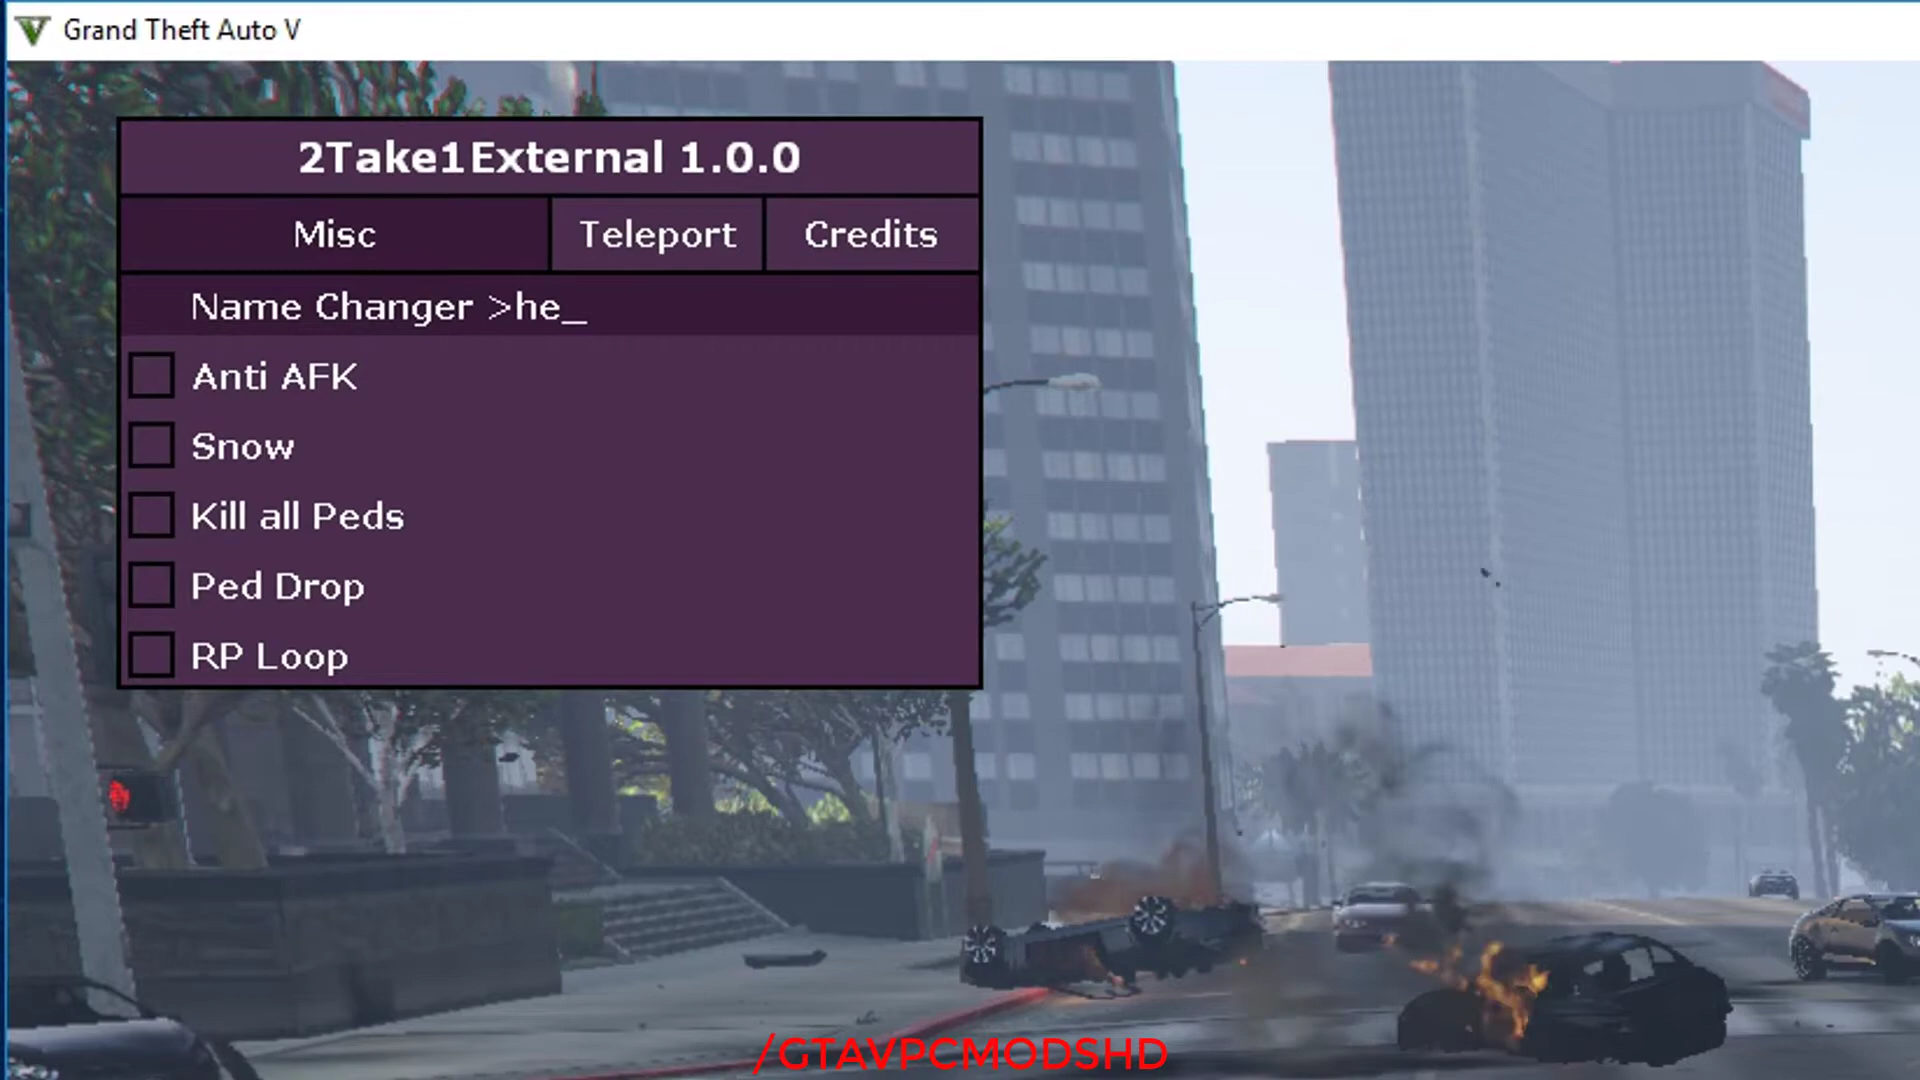 Grand Theft Auto V
2Take1External 1.0.0
Misc Teleport Credits
Name Changer >he_
Anti AFK
Snow
Kill all Peds
Ped Drop
RP Loop
/GTAVPCMODSHD